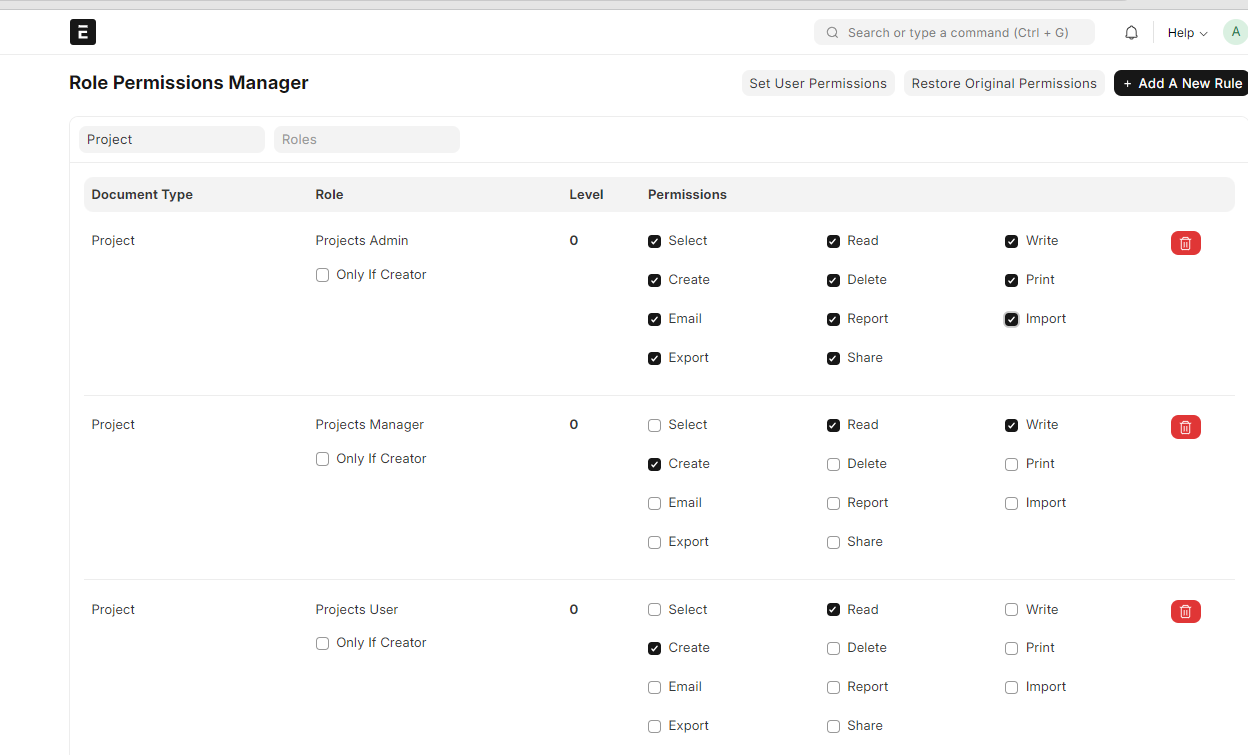 E
Search or type a command (Ctrl + G)
Help
A
Role Permissions Manager
Set User Permissions
Restore Original Permissions
+ Add A New Rule
Project
Roles
Document Type Role Level Permissions
Project Projects Admin 0 Select Read Write
Only If Creator
Create Delete Print
Email Report Import
Export Share
Project Projects Manager 0 Select Read Write
Only If Creator
Create Delete Print
Email Report Import
Export Share
Project Projects User 0 Select Read Write
Only If Creator
Create Delete Print
Email Report Import
Export Share